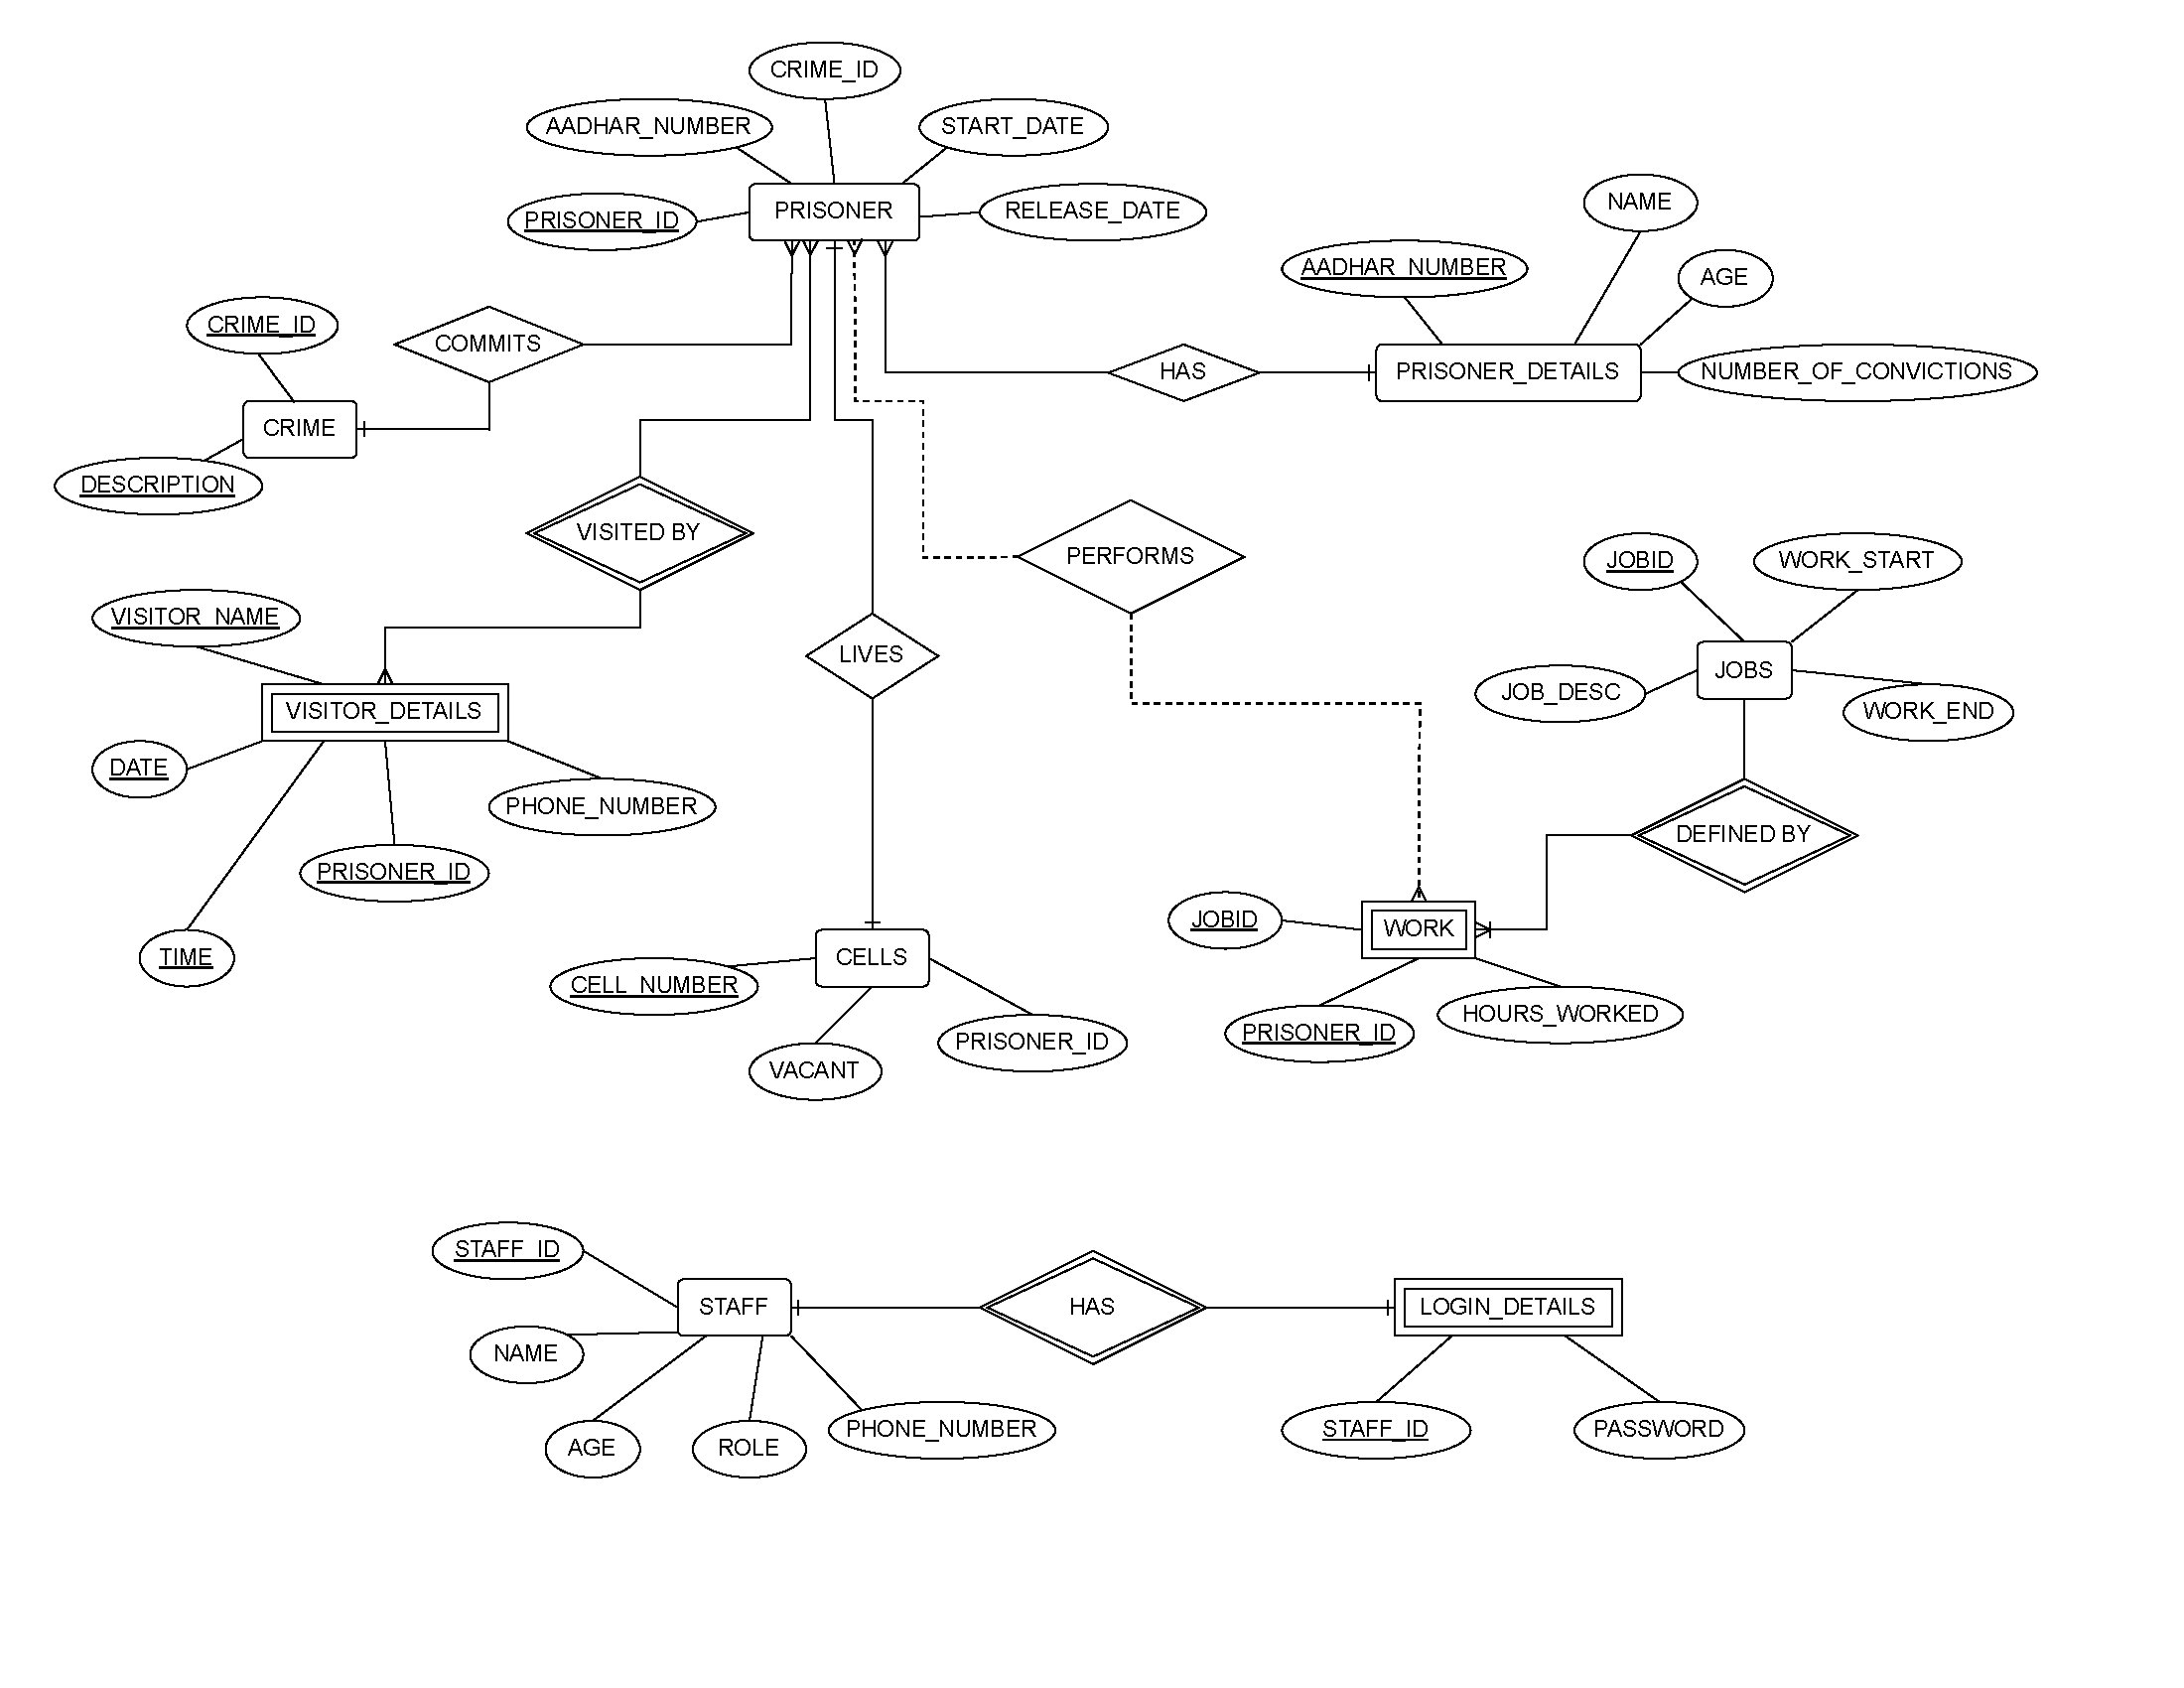 CRIME_ID
AADHAR_NUMBER
START_DATE
PRISONER_ID
PRISONER
RELEASE_DATE
NAME
AADHAR_NUMBER
AGE
CRIME_ID
COMMITS
HAS
PRISONER_DETAILS
NUMBER_OF_CONVICTIONS
CRIME
DESCRIPTION
VISITED BY
PERFORMS
JOBID
WORK_START
VISITOR_NAME
LIVES
JOBS
JOB_DESC
WORK_END
VISITOR_DETAILS
DATE
PHONE_NUMBER
DEFINED BY
PRISONER_ID
TIME
JOBID
WORK
CELLS
CELL_NUMBER
PRISONER_ID
HOURS_WORKED
PRISONER_ID
VACANT
STAFF_ID
STAFF
HAS
LOGIN_DETAILS
NAME
AGE
ROLE
PHONE_NUMBER
STAFF_ID
PASSWORD